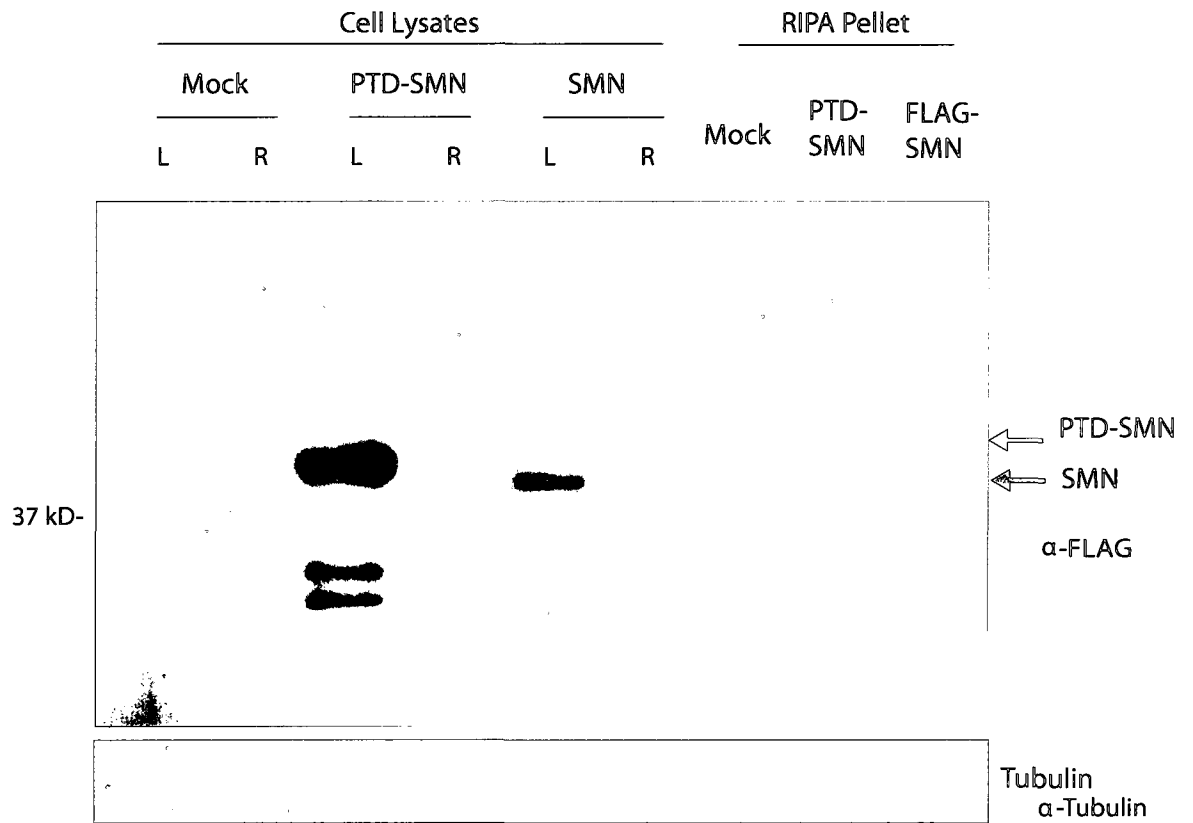 Cell Lysates
RIPA Pellet
Mock
PTD-SMN
SMN
Mock
PTD-
SMN
FLAG-
SMN
L
R
L
R
L
R
PTD-SMN
SMN
37 kD-
α-FLAG
Tubulin
α-Tubulin